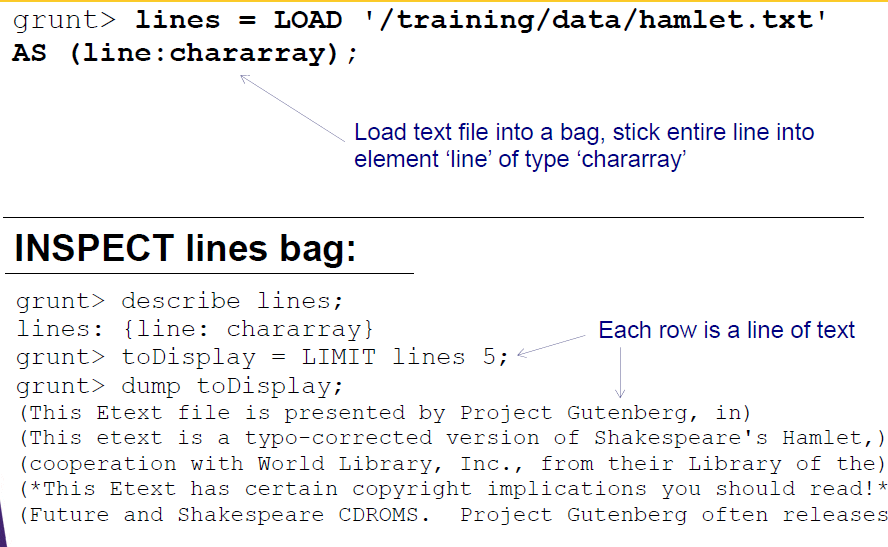 grunt> lines = LOAD '/training/data/hamlet.txt'
AS (line:chararray);
Load text file into a bag, stick entire line into
element ‘line’ of type ‘chararray’
INSPECT lines bag:
grunt> describe lines;
lines: {line: chararray}
grunt> toDisplay = LIMIT lines 5;
Each row is a line of text
grunt> dump toDisplay;
(This Etext file is presented by Project Gutenberg, in)
(This etext is a typo-corrected version of Shakespeare's Hamlet,)
(cooperation with World Library, Inc., from their Library of the)
(*This Etext has certain copyright implications you should read!*
(Future and Shakespeare CDROMS.  Project Gutenberg often releases